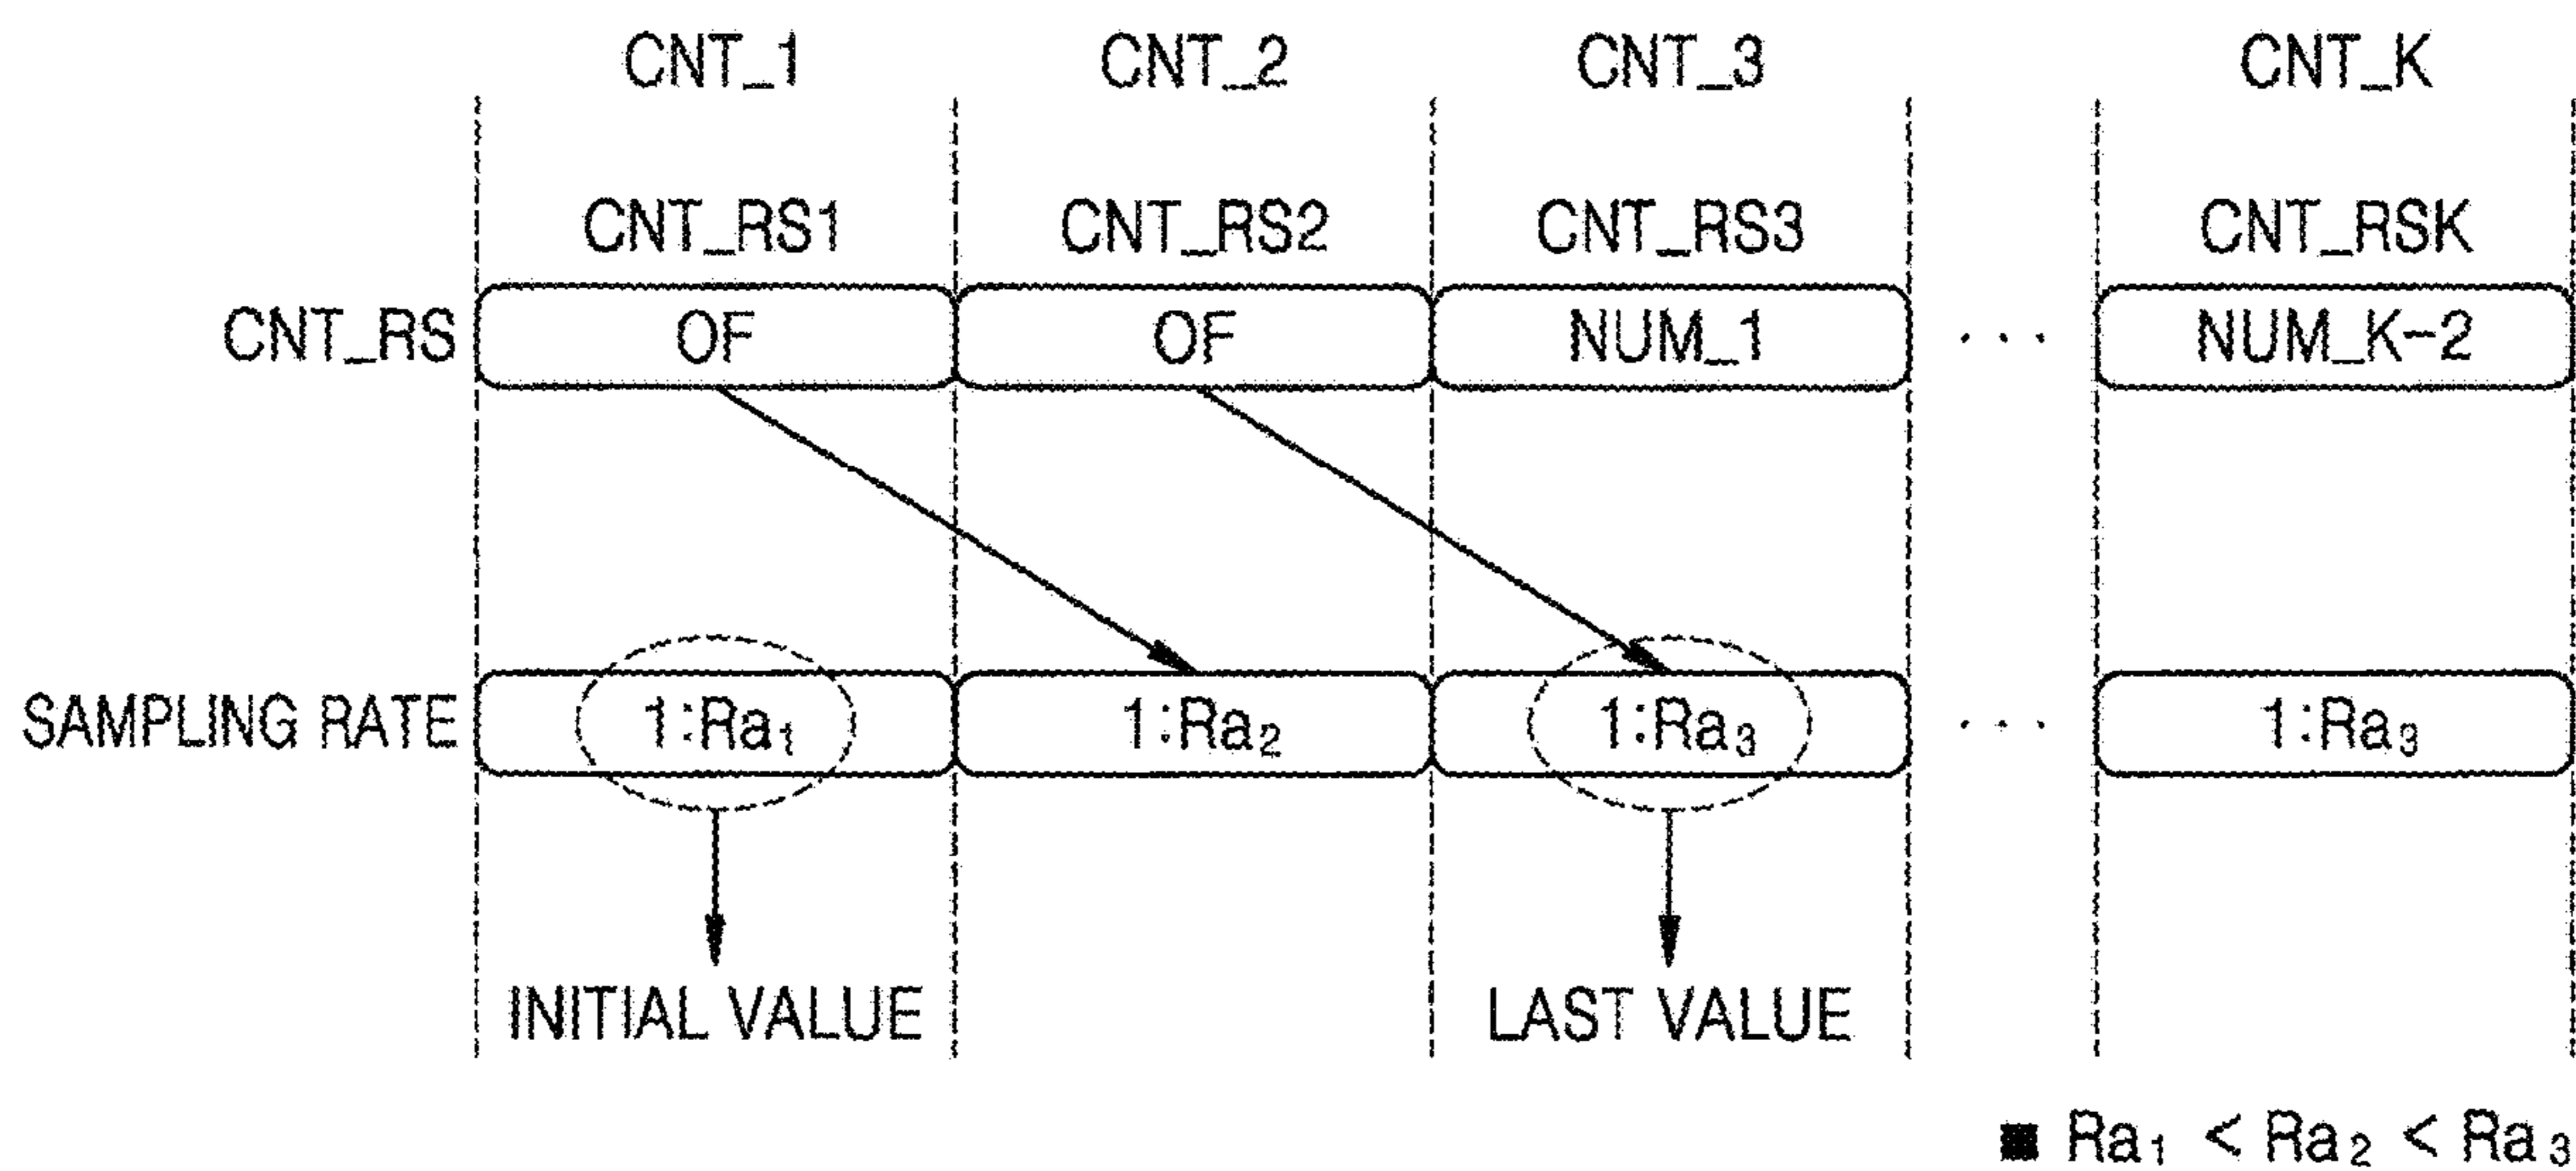 CNT_1 CNT_2 CNT_3 CNT_K
CNT_RS1 CNT_RS2 CNT_RS3 CNT_RSK
CNT_RS OF OF NUM_1 ... NUM_K-2
SAMPLING RATE 1:Ra₁ 1:Ra₂ 1:Ra₃ ... 1:Ra₃
INITIAL VALUE LAST VALUE
■ Ra₁ < Ra₂ < Ra₃